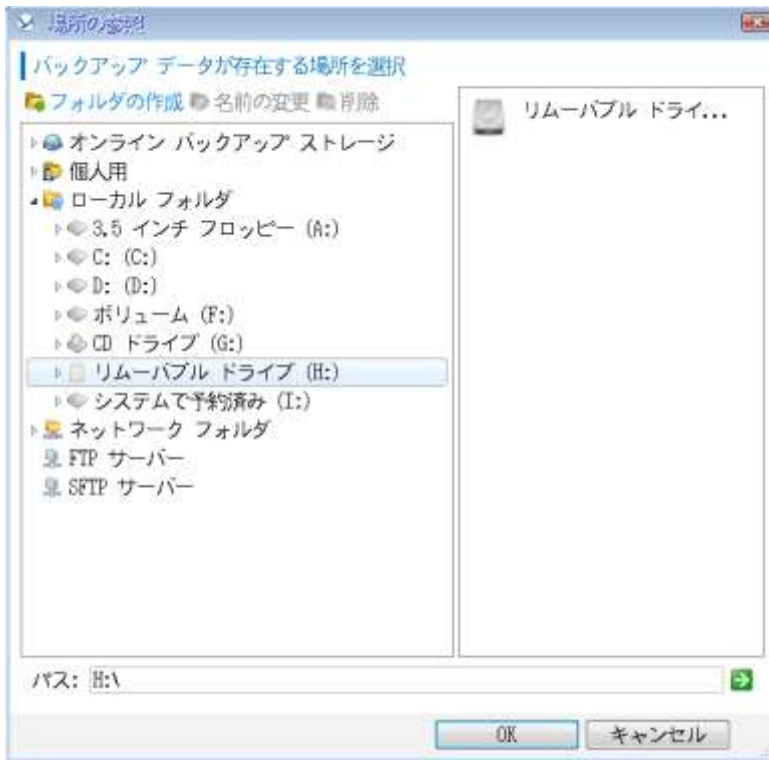 場所の参照
バックアップ データが存在する場所を選択
フォルダの作成 名前の変更 削除
オンライン バックアップ ストレージ
個人用
ローカル フォルダ
3.5 インチ フロッピー (A:)
C: (C:)
D: (D:)
ボリューム (F:)
CD ドライブ (G:)
リムーバブル ドライブ (H:)
システムで予約済み (I:)
ネットワーク フォルダ
FTP サーバー
SFTP サーバー
リムーバブル ドライ...
パス: H:\
OK キャンセル